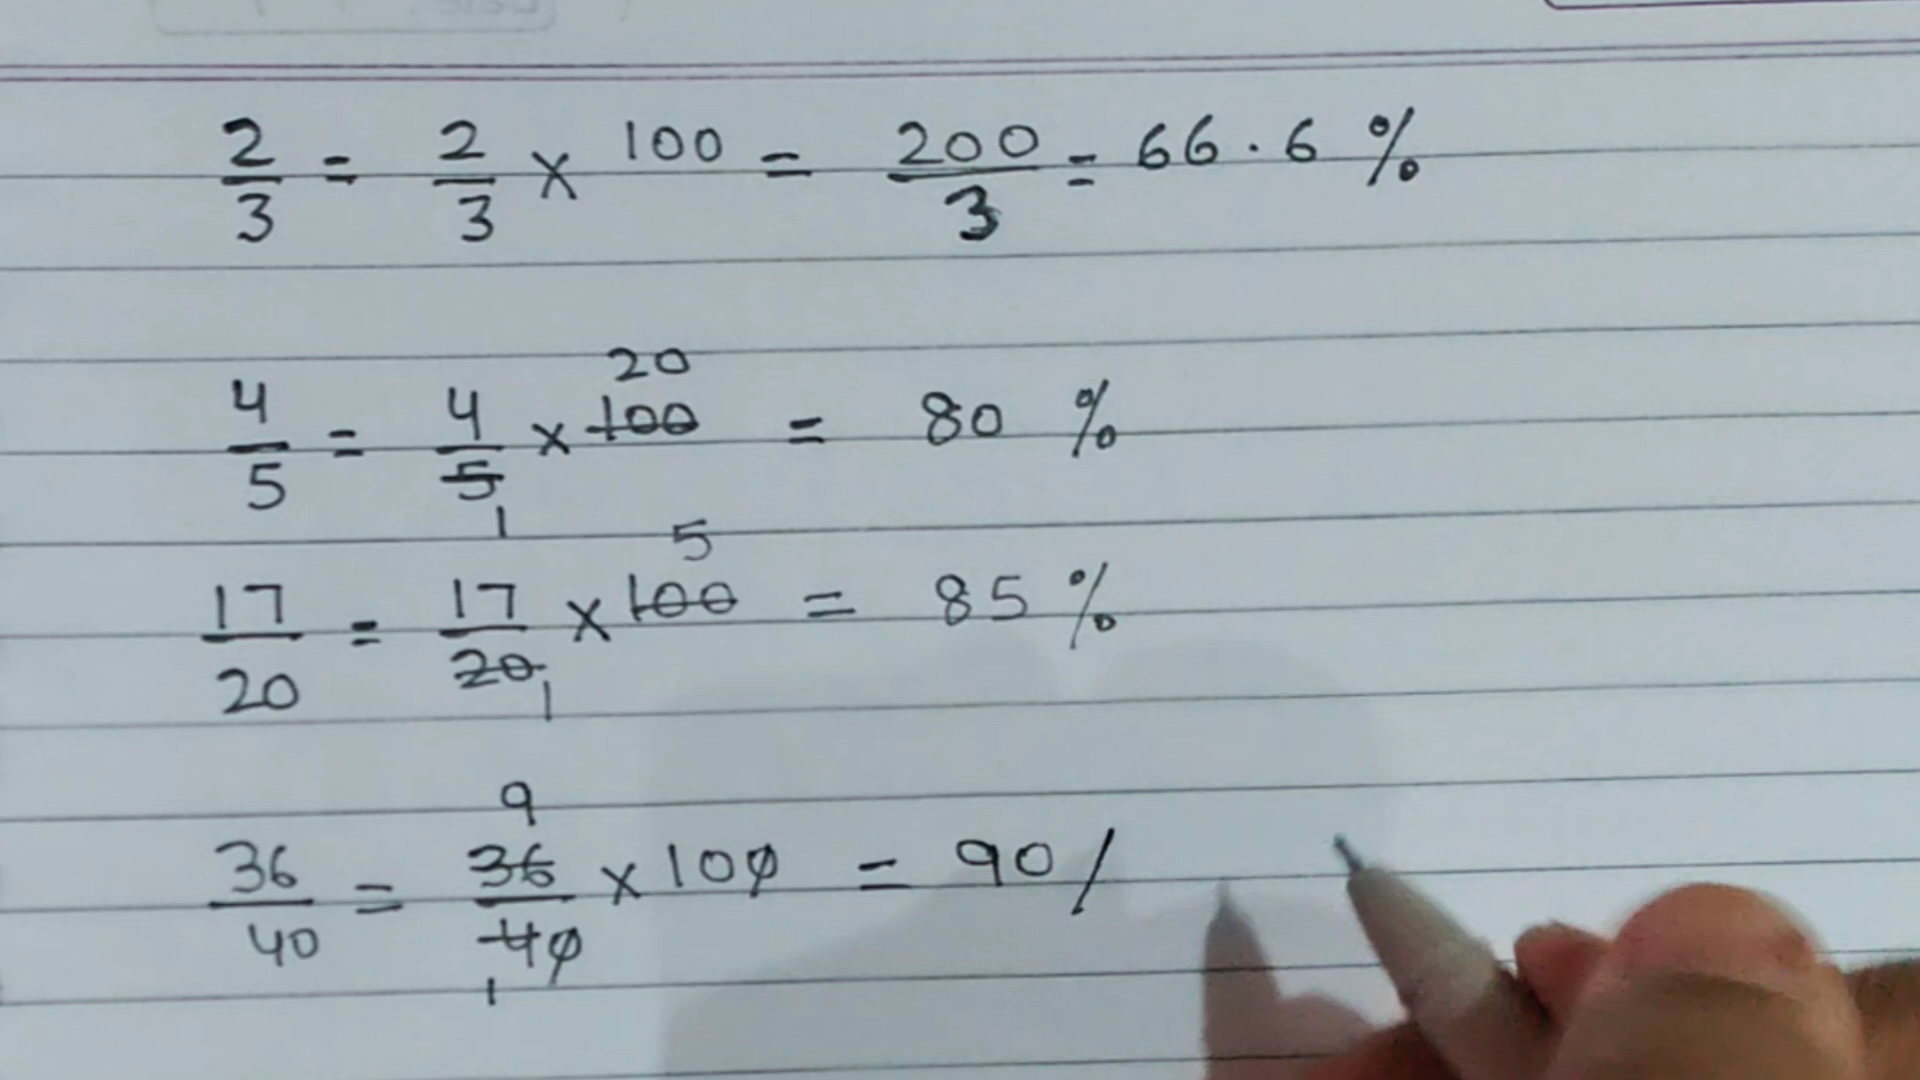 2/3 = 2/3 × 100 = 200/3 = 66.6 %
20
4/5 = 4/5 × 100 = 80 %
1
5
17/20 = 17/20 × 100 = 85 %
1
9
36/40 = 36/40 × 100 = 90 /
1